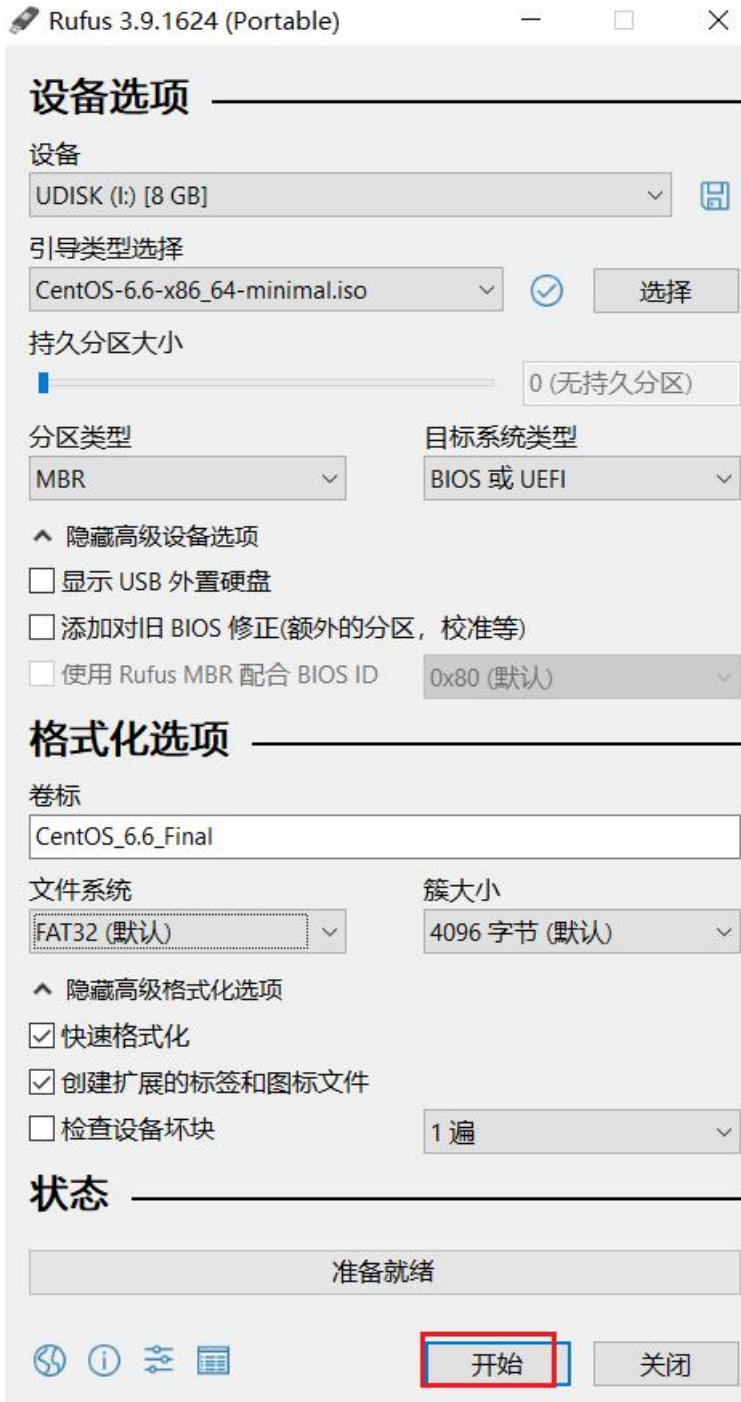 Rufus 3.9.1624 (Portable)
设备选项
设备
UDISK (I:) [8 GB]
引导类型选择
CentOS-6.6-x86_64-minimal.iso
选择
持久分区大小
0 (无持久分区)
分区类型 目标系统类型
MBR BIOS 或 UEFI
隐藏高级设备选项
显示 USB 外置硬盘
添加对旧 BIOS 修正(额外的分区，校准等)
使用 Rufus MBR 配合 BIOS ID 0x80 (默认)
格式化选项
卷标
CentOS_6.6_Final
文件系统 簇大小
FAT32 (默认) 4096 字节 (默认)
隐藏高级格式化选项
快速格式化
创建扩展的标签和图标文件
检查设备坏块 1 遍
状态
准备就绪
开始 关闭